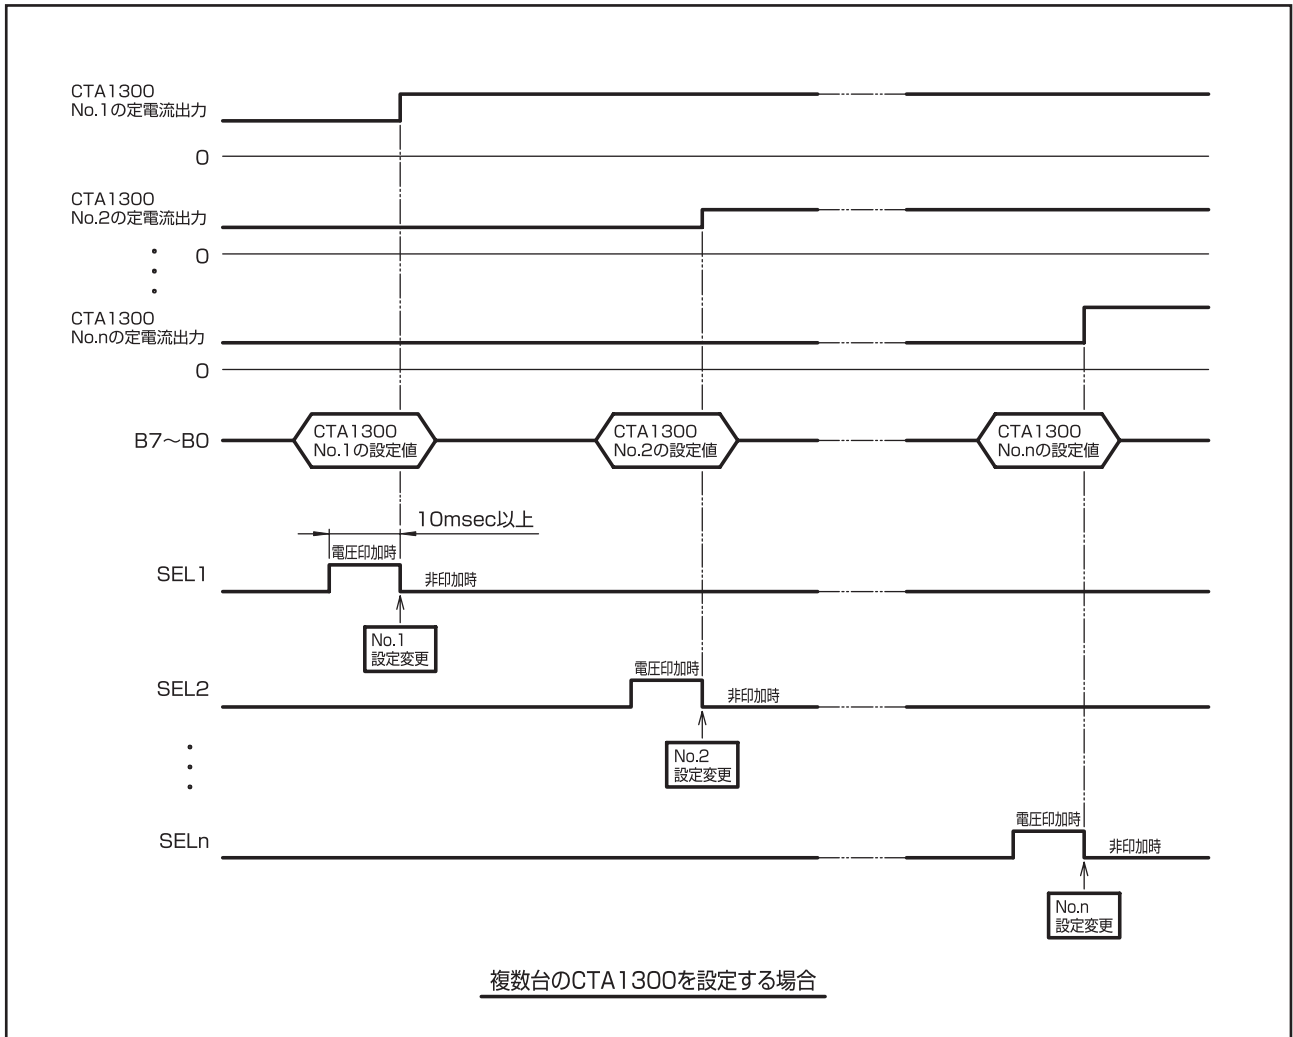 CTA1300
No.1の定電流出力
0
CTA1300
No.2の定電流出力
0
CTA1300
No.nの定電流出力
0
B7〜B0
CTA1300
No.1の設定値
CTA1300
No.2の設定値
CTA1300
No.nの設定値
10msec以上
電圧印加時
SEL1
非印加時
No.1
設定変更
電圧印加時
SEL2
非印加時
No.2
設定変更
電圧印加時
SELn
非印加時
No.n
設定変更
複数台のCTA1300を設定する場合